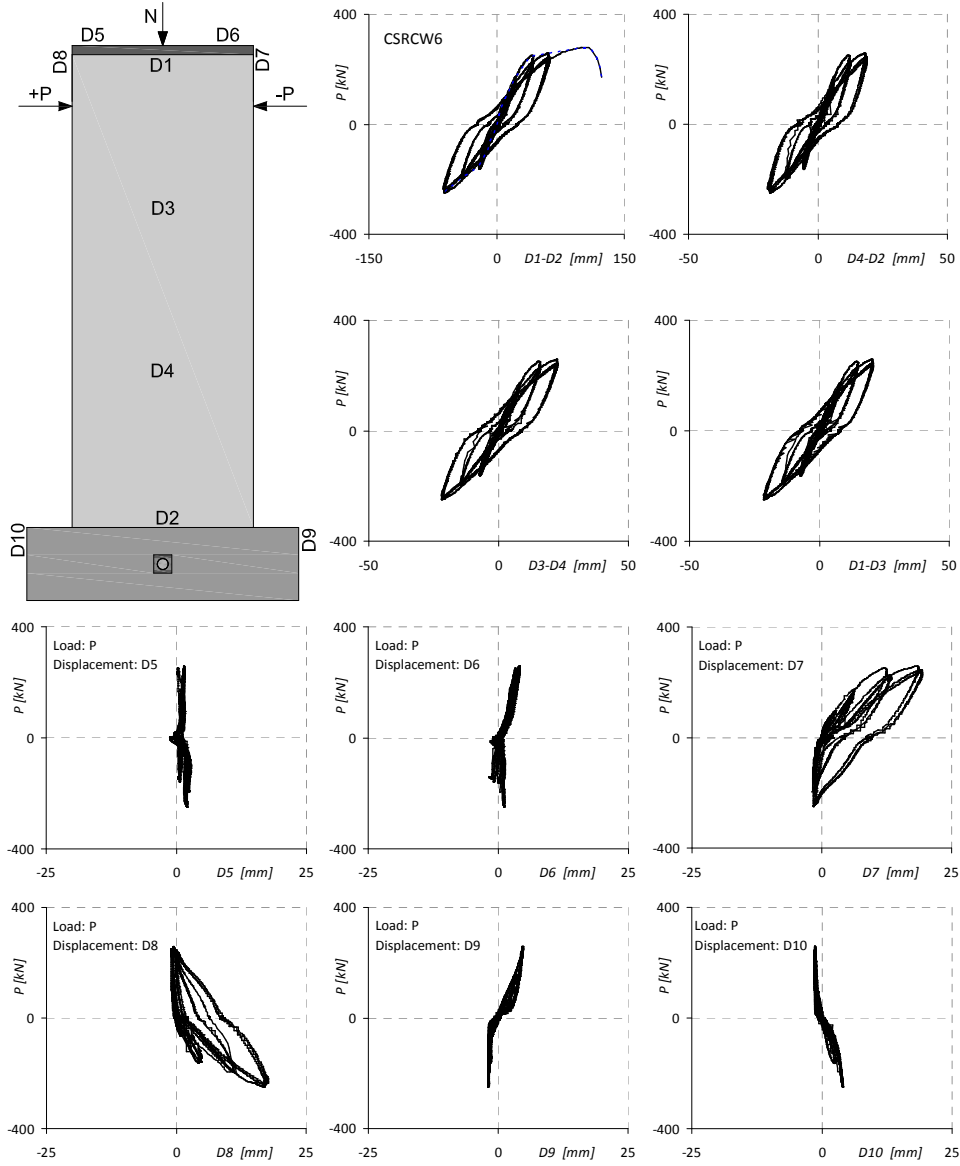 N
D5
D6
D8
D7
D1
+P
-P
D3
D4
D2
D10
D9
CSRCW6
P [kN]
400
0
-400
-150
0
D1-D2 [mm]
150
P [kN]
400
0
-400
-50
0
D4-D2 [mm]
50
P [kN]
400
0
-400
-50
0
D3-D4 [mm]
50
P [kN]
400
0
-400
-50
0
D1-D3 [mm]
50
Load: P
Displacement: D5
P [kN]
400
0
-400
-25
0
D5 [mm]
25
Load: P
Displacement: D6
P [kN]
400
0
-400
-25
0
D6 [mm]
25
Load: P
Displacement: D7
P [kN]
400
0
-400
-25
0
D7 [mm]
25
Load: P
Displacement: D8
P [kN]
400
0
-400
-25
0
D8 [mm]
25
Load: P
Displacement: D9
P [kN]
400
0
-400
-25
0
D9 [mm]
25
Load: P
Displacement: D10
P [kN]
400
0
-400
-25
0
D10 [mm]
25